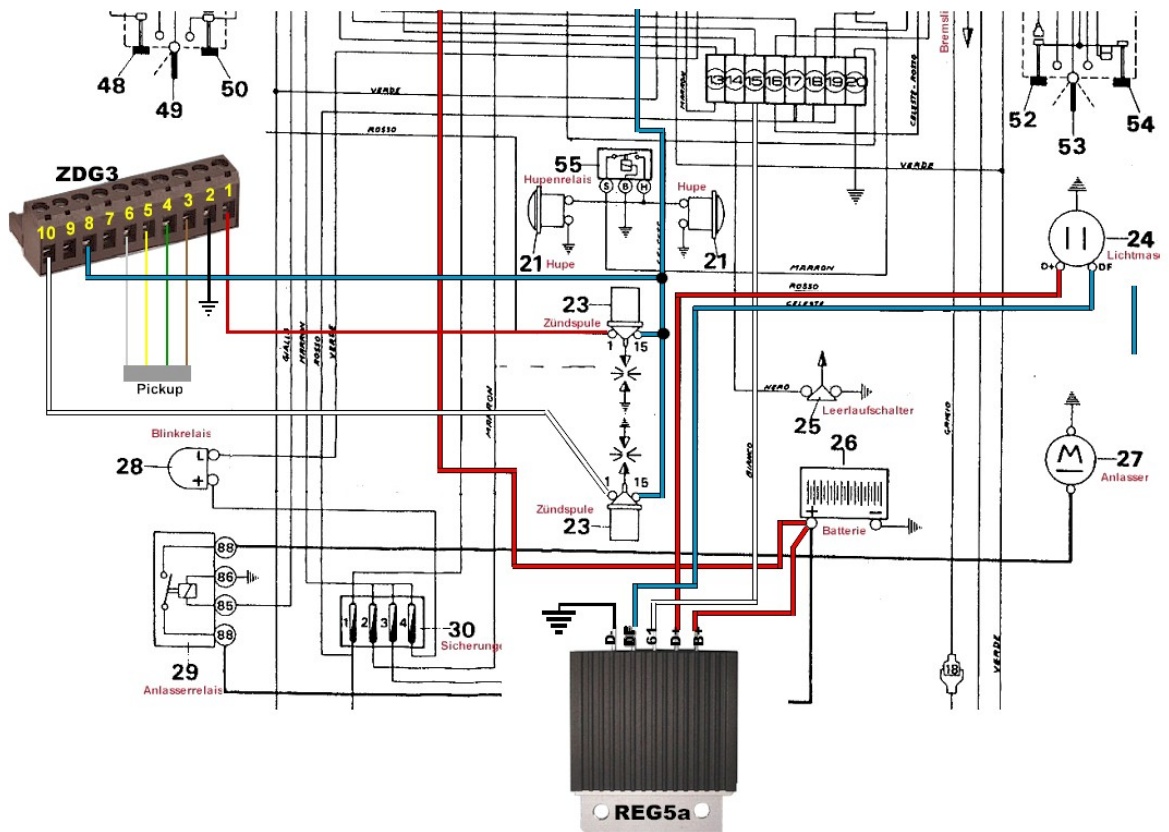 48
49
50
VERDE
ROSSO
MARRON
13 14 15 16 17 18 19 20
CELESTE-ROSSO
Bremsli
52
53
54
VERDE
ZDG3
10 9 8 7 6 5 4 3 2 1
55
Hupenrelais
S B H
Hupe
21
Hupe
21
MARRON
ROSSO
CELESTE
D+ DF
24
Lichtmasc
23
Zündspule
1 15
GIALLO
MARRON
ROSSO
VERDE
Pickup
MARRON
NERO
25
Leerlaufschalter
BIANCO
Blinkrelais
28
L
+
1 15
Zündspule
23
26
+
Batterie
M
27
Anlasser
88
86
85
88
29
Anlasserrelais
1 2 3 4
30
Sicherunge
D- DF 61 D+ B+
18
VERDE
REG5a